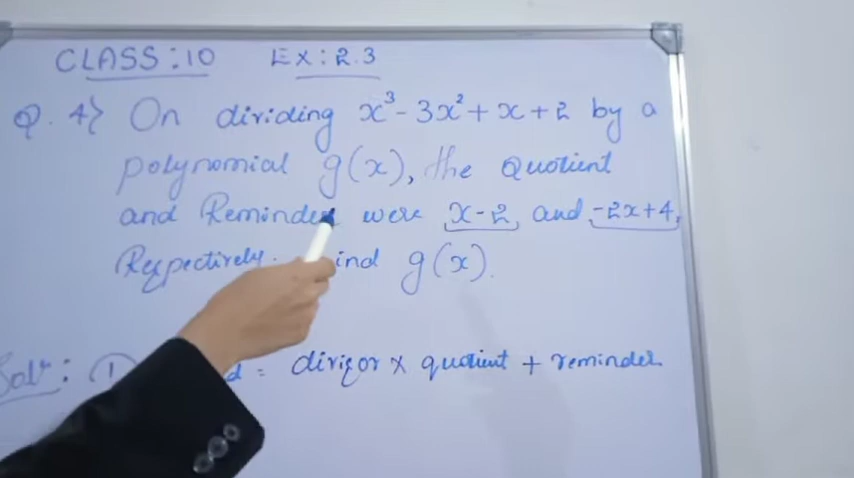 CLASS : 10 Ex : 2.3
Q. 4) On dividing x³ - 3x² + x + 2 by a
polynomial g(x), the Quotient
and Reminder were x-2 and -2x+4,
Respectively. ind g(x).
Solⁿ : ① d = divisor x quotient + reminder